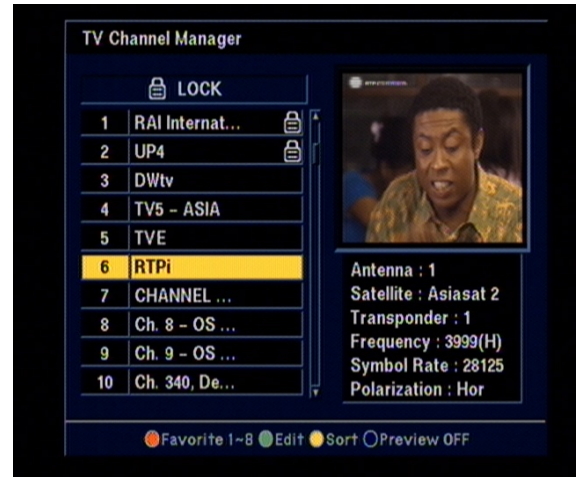 TV Channel Manager
LOCK
1 RAI Internat...
2 UP4
3 DWtv
4 TV5 - ASIA
5 TVE
6 RTPi
7 CHANNEL ...
8 Ch. 8 - OS ...
9 Ch. 9 - OS ...
10 Ch. 340, De...
Antenna : 1
Satellite : Asiasat 2
Transponder : 1
Frequency : 3999(H)
Symbol Rate : 28125
Polarization : Hor
Favorite 1~8 Edit Sort Preview OFF